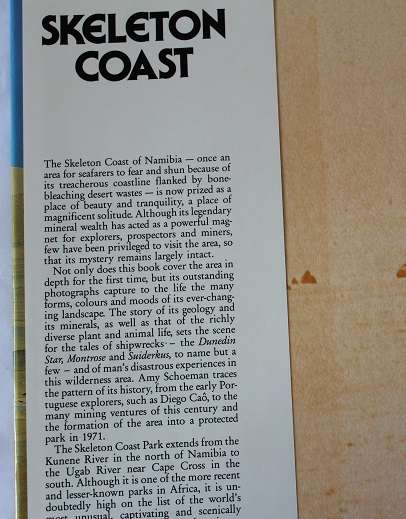 SKELETON
COAST
The Skeleton Coast of Namibia — once an
area for seafarers to fear and shun because of
its treacherous coastline flanked by bone-
bleaching desert wastes — is now prized as a
place of beauty and tranquility, a place of
magnificent solitude. Although its legendary
mineral wealth has acted as a powerful mag-
net for explorers, prospectors and miners,
few have been privileged to visit the area, so
that its mystery remains largely intact.
Not only does this book cover the area in
depth for the first time, but its outstanding
photographs capture to the life the many
forms, colours and moods of its ever-chang-
ing landscape. The story of its geology and
its minerals, as well as that of the richly
diverse plant and animal life, sets the scene
for the tales of shipwrecks – the Dunedin
Star, Montrose and Suiderkus, to name but a
few – and of man's disastrous experiences in
this wilderness area. Amy Schoeman traces
the pattern of its history, from the early Por-
tuguese explorers, such as Diego Caô, to the
many mining ventures of this century and
the formation of the area into a protected
park in 1971.
The Skeleton Coast Park extends from the
Kunene River in the north of Namibia to
the Ugab River near Cape Cross in the
south. Although it is one of the more recent
and lesser-known parks in Africa, it is un-
doubtedly high on the list of the world's
most unusual, captivating and scenically